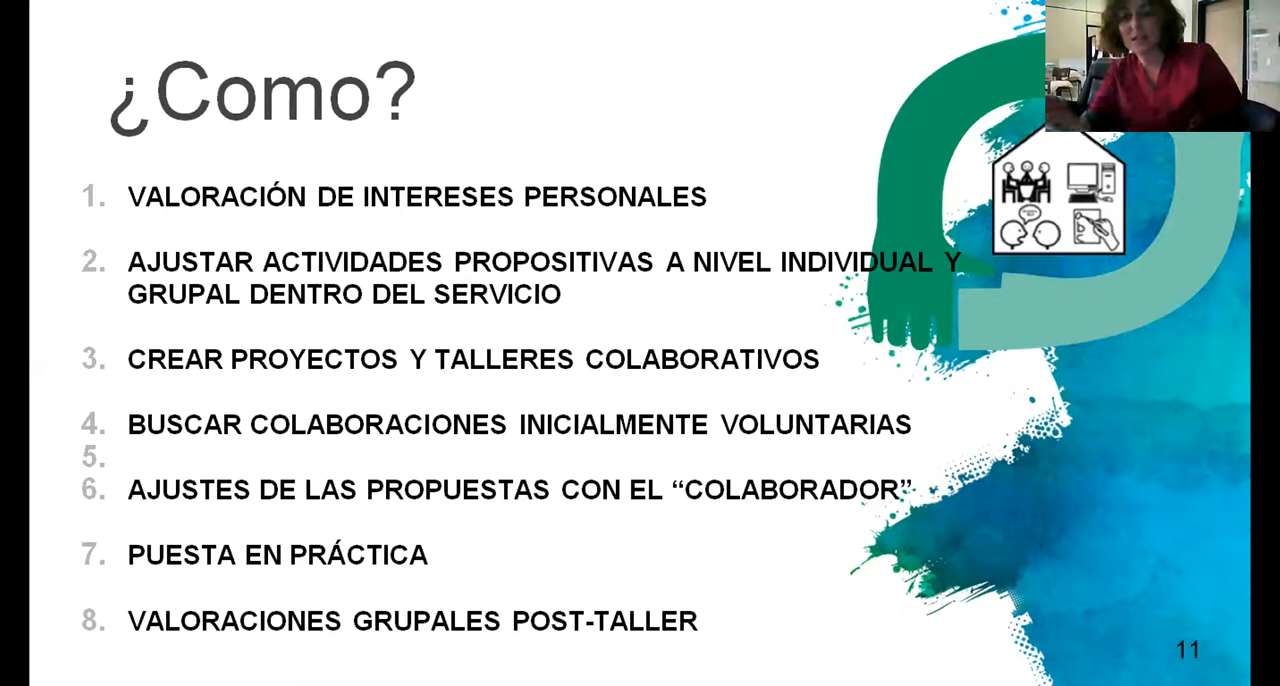 ¿Como?
1. VALORACIÓN DE INTERESES PERSONALES
2. AJUSTAR ACTIVIDADES PROPOSITIVAS A NIVEL INDIVIDUAL Y
GRUPAL DENTRO DEL SERVICIO
3. CREAR PROYECTOS Y TALLERES COLABORATIVOS
4. BUSCAR COLABORACIONES INICIALMENTE VOLUNTARIAS
5.
6. AJUSTES DE LAS PROPUESTAS CON EL “COLABORADOR”
7. PUESTA EN PRÁCTICA
8. VALORACIONES GRUPALES POST-TALLER
11